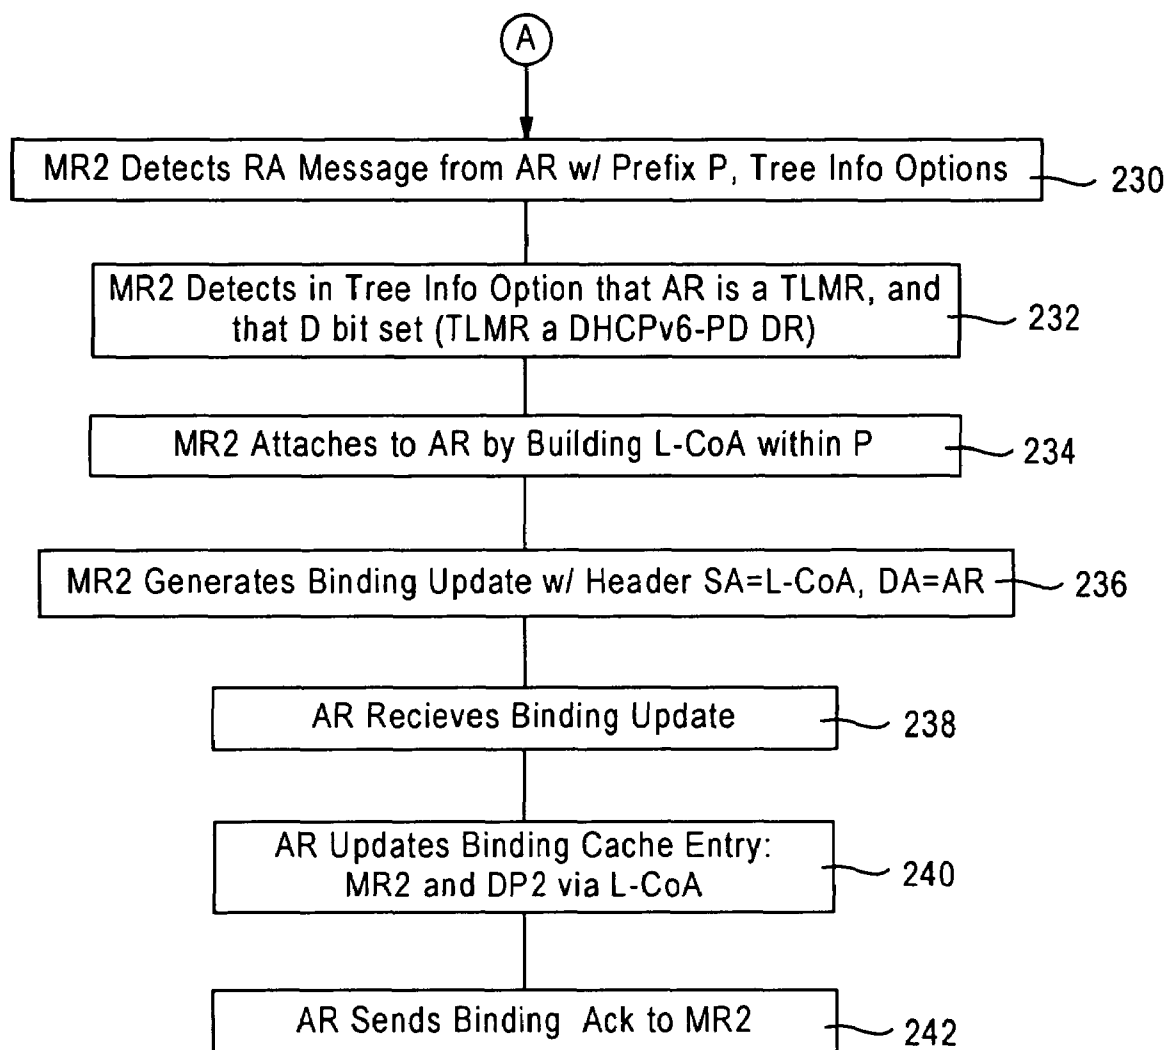 A
MR2 Detects RA Message from AR w/ Prefix P, Tree Info Options
230
MR2 Detects in Tree Info Option that AR is a TLMR, and
that D bit set (TLMR a DHCPv6-PD DR)
232
MR2 Attaches to AR by Building L-CoA within P
234
MR2 Generates Binding Update w/ Header SA=L-CoA, DA=AR
236
AR Recieves Binding Update
238
AR Updates Binding Cache Entry:
MR2 and DP2 via L-CoA
240
AR Sends Binding Ack to MR2
242